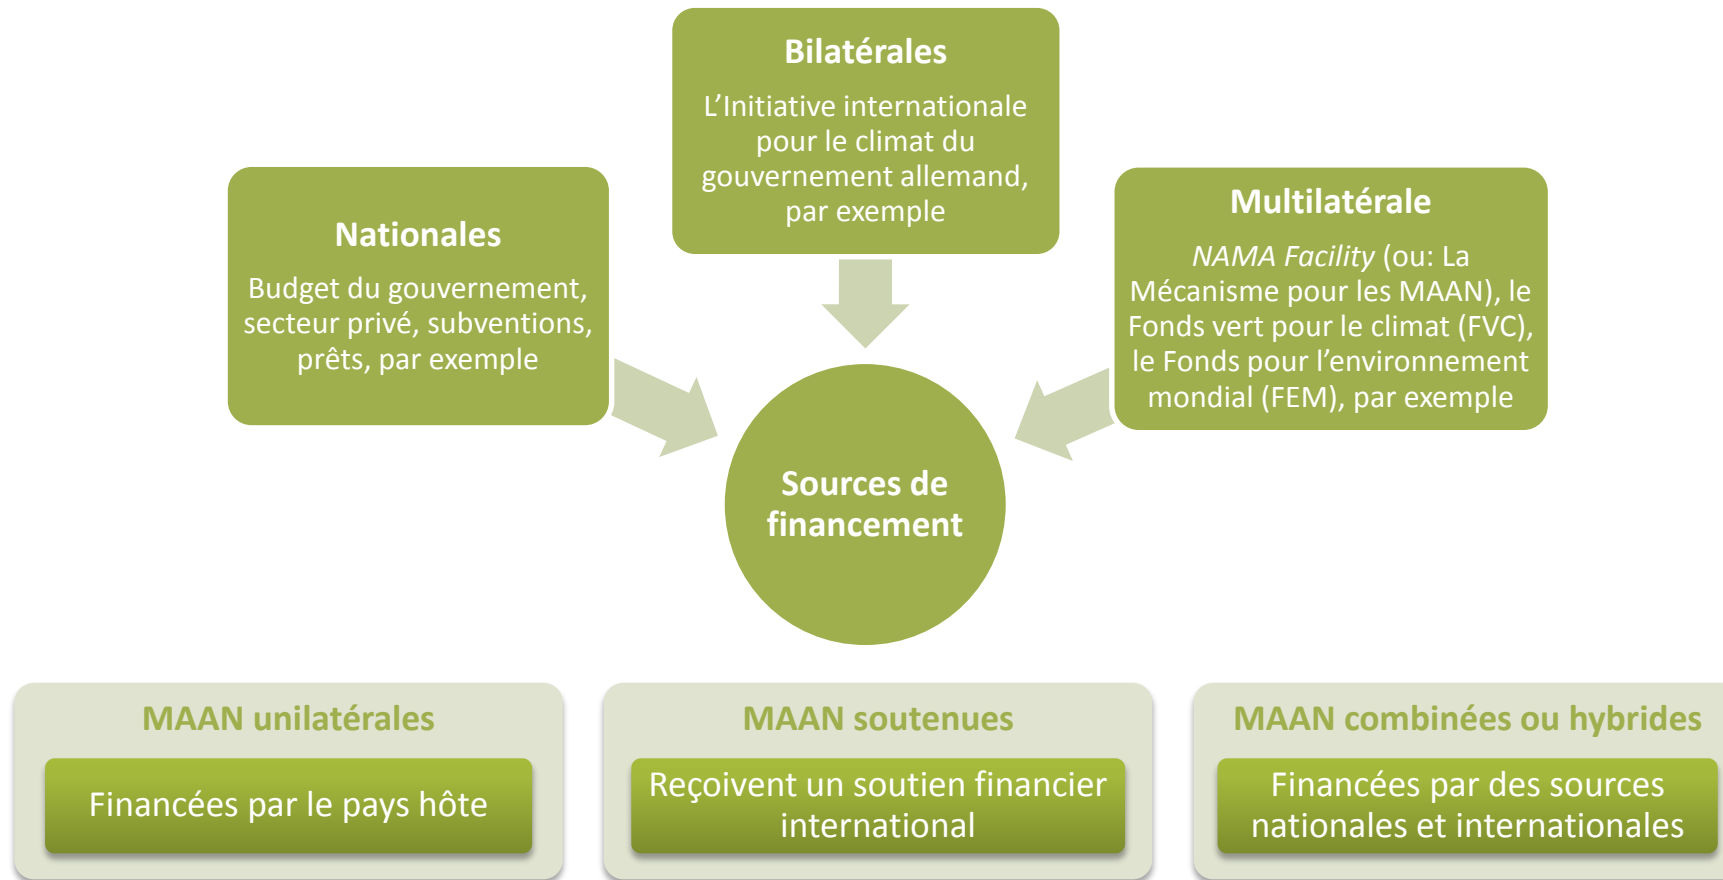 Bilatérales
L’Initiative internationale
pour le climat du
gouvernement allemand,
par exemple
Nationales
Budget du gouvernement,
secteur privé, subventions,
prêts, par exemple
Multilatérale
NAMA Facility (ou: La
Mécanisme pour les MAAN), le
Fonds vert pour le climat (FVC),
le Fonds pour l’environnement
mondial (FEM), par exemple
Sources de
financement
MAAN unilatérales
Financées par le pays hôte
MAAN soutenues
Reçoivent un soutien financier
international
MAAN combinées ou hybrides
Financées par des sources
nationales et internationales